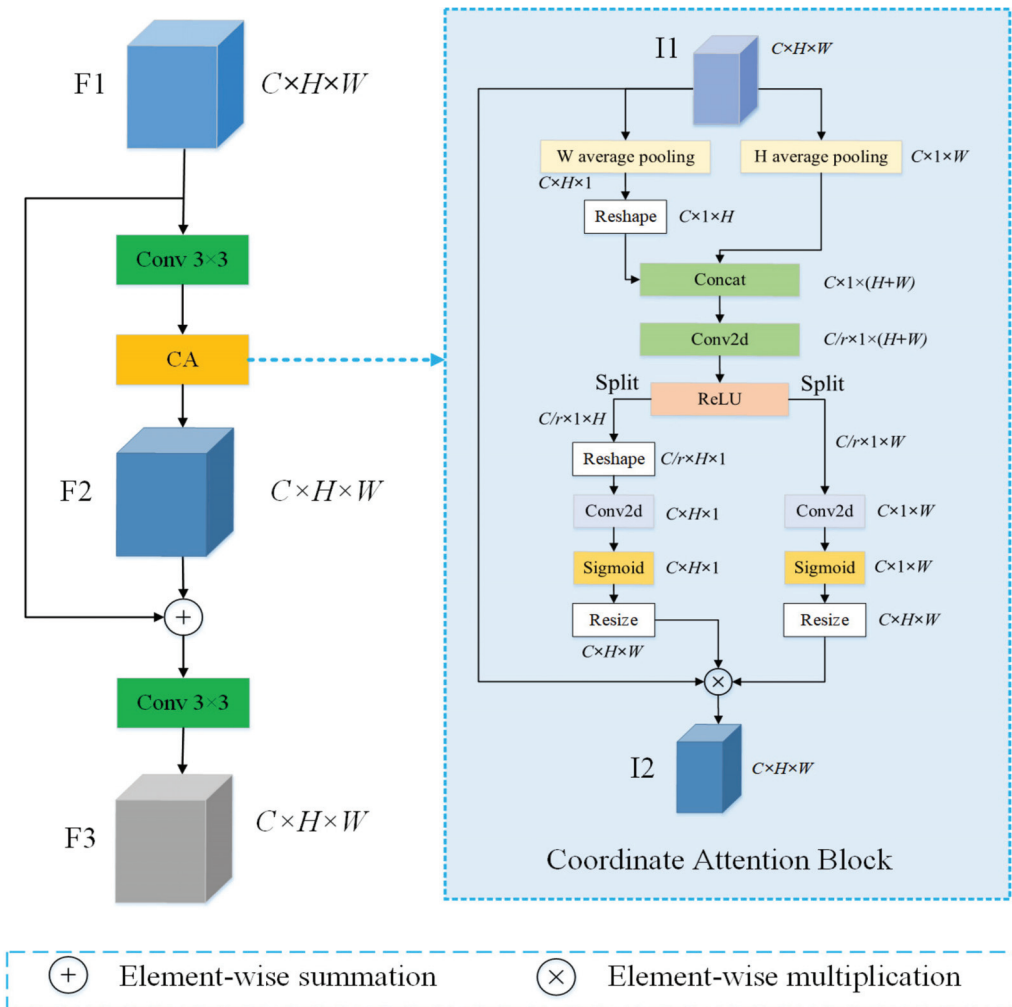 F1
C×H×W
Conv 3×3
CA
F2
C×H×W
+
Conv 3×3
F3
C×H×W
I1
C×H×W
W average pooling
H average pooling
C×1×W
C×H×1
Reshape
C×1×H
Concat
C×1×(H+W)
Conv2d
C/r×1×(H+W)
Split
ReLU
Split
C/r×1×H
C/r×1×W
Reshape
C/r×H×1
Conv2d
C×H×1
Conv2d
C×1×W
Sigmoid
C×H×1
Sigmoid
C×1×W
Resize
Resize
C×H×W
C×H×W
×
I2
C×H×W
Coordinate Attention Block
+ Element-wise summation
× Element-wise multiplication